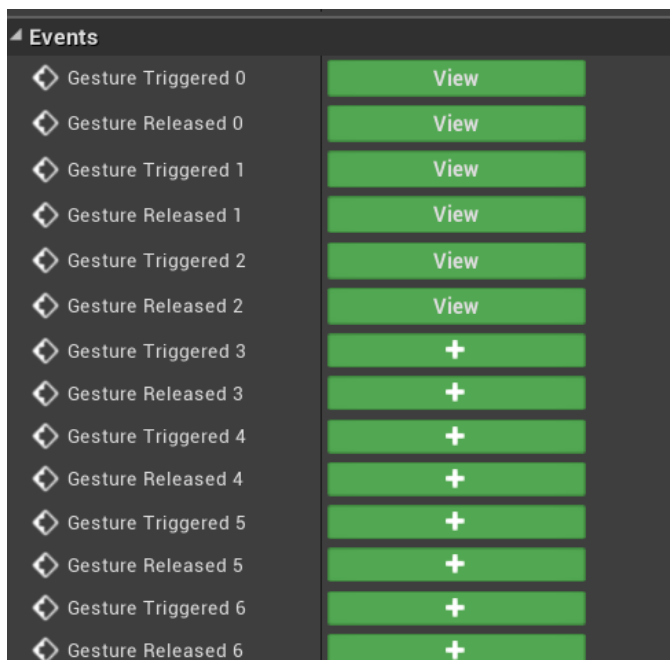 Events
Gesture Triggered 0 View
Gesture Released 0 View
Gesture Triggered 1 View
Gesture Released 1 View
Gesture Triggered 2 View
Gesture Released 2 View
Gesture Triggered 3
Gesture Released 3
Gesture Triggered 4
Gesture Released 4
Gesture Triggered 5
Gesture Released 5
Gesture Triggered 6
Gesture Released 6